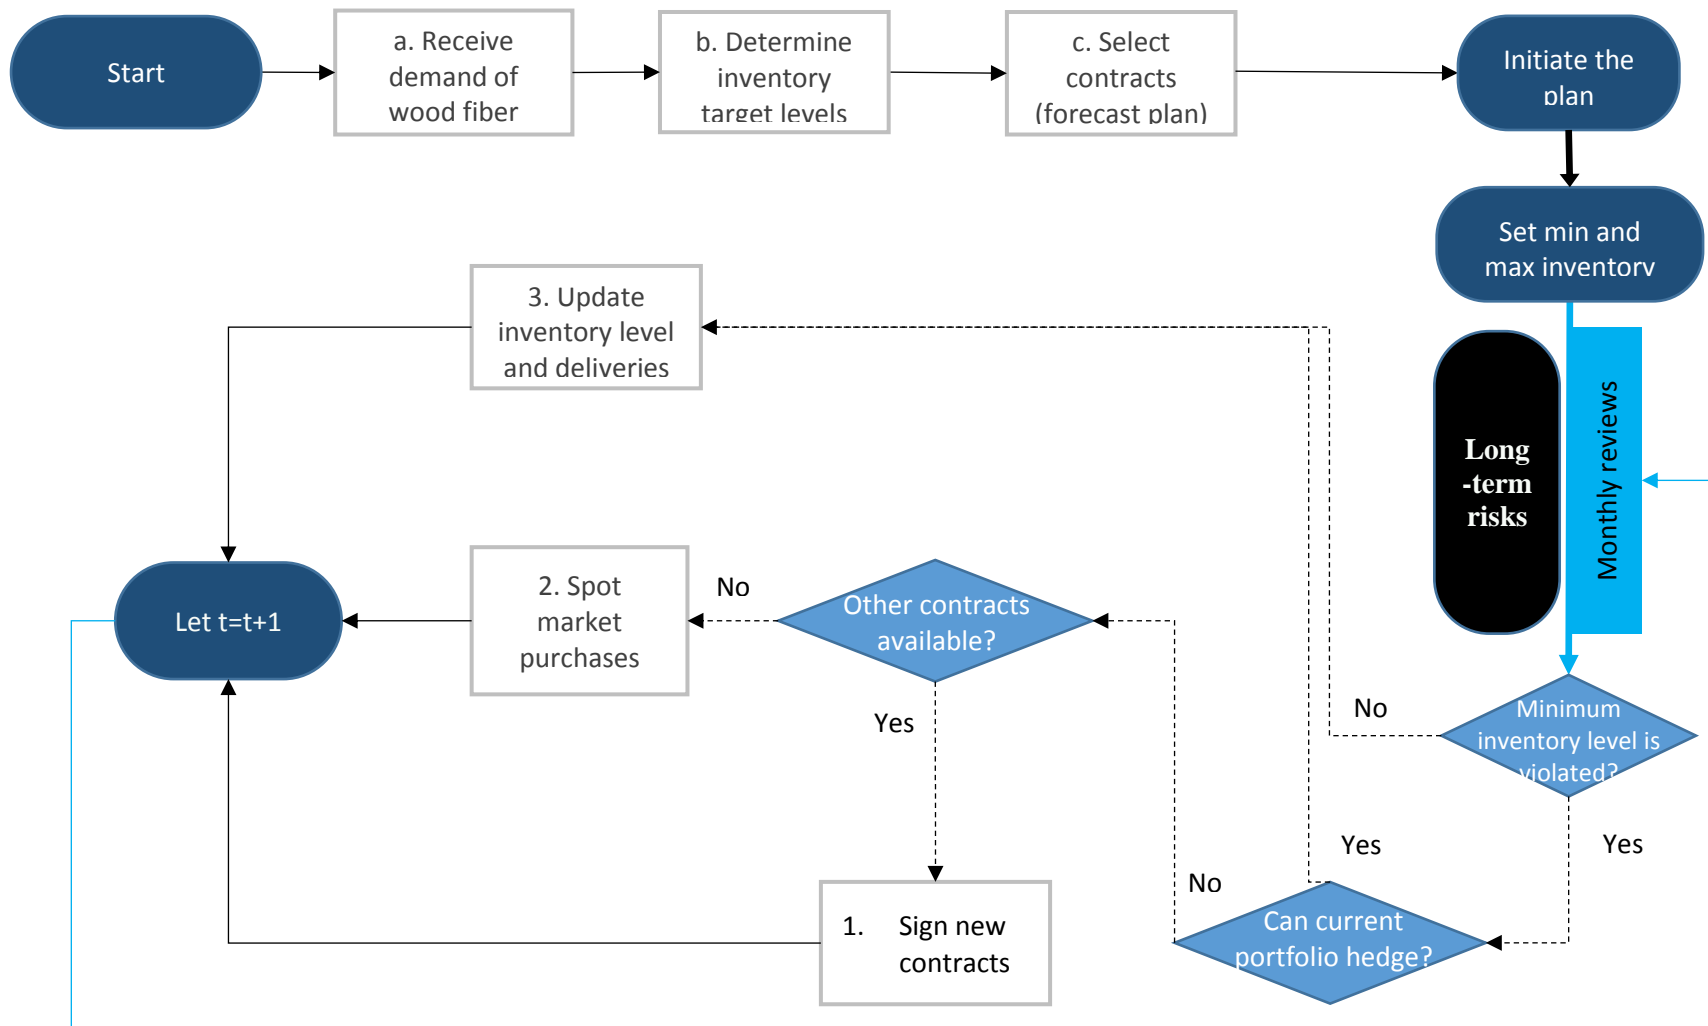 Start
a. Receive
demand of
wood fiber
b. Determine
inventory
target levels
c. Select
contracts
(forecast plan)
Initiate the
plan
Set min and
max inventory
3. Update
inventory level
and deliveries
Long
-term
risks
Monthly reviews
Let t=t+1
2. Spot
market
purchases
No
Other contracts
available?
Yes
No
Minimum
inventory level is
violated?
Yes
Yes
No
1. Sign new
contracts
Can current
portfolio hedge?